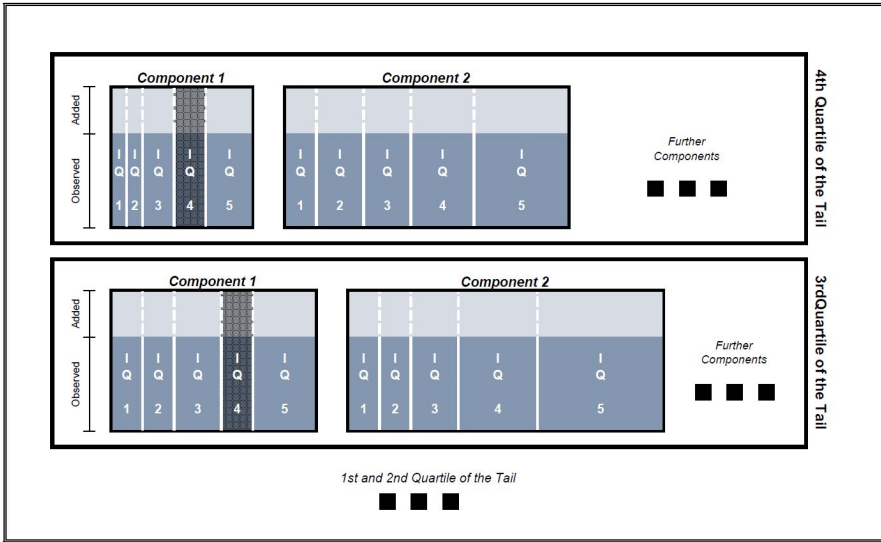 Component 1
Component 2
4th Quartile of the Tail
Added
Observed
I Q 1
I Q 2
I Q 3
I Q 4
I Q 5
I Q 1
I Q 2
I Q 3
I Q 4
I Q 5
Further
Components
Component 1
Component 2
3rdQuartile of the Tail
Added
Observed
I Q 1
I Q 2
I Q 3
I Q 4
I Q 5
I Q 1
I Q 2
I Q 3
I Q 4
I Q 5
Further
Components
1st and 2nd Quartile of the Tail